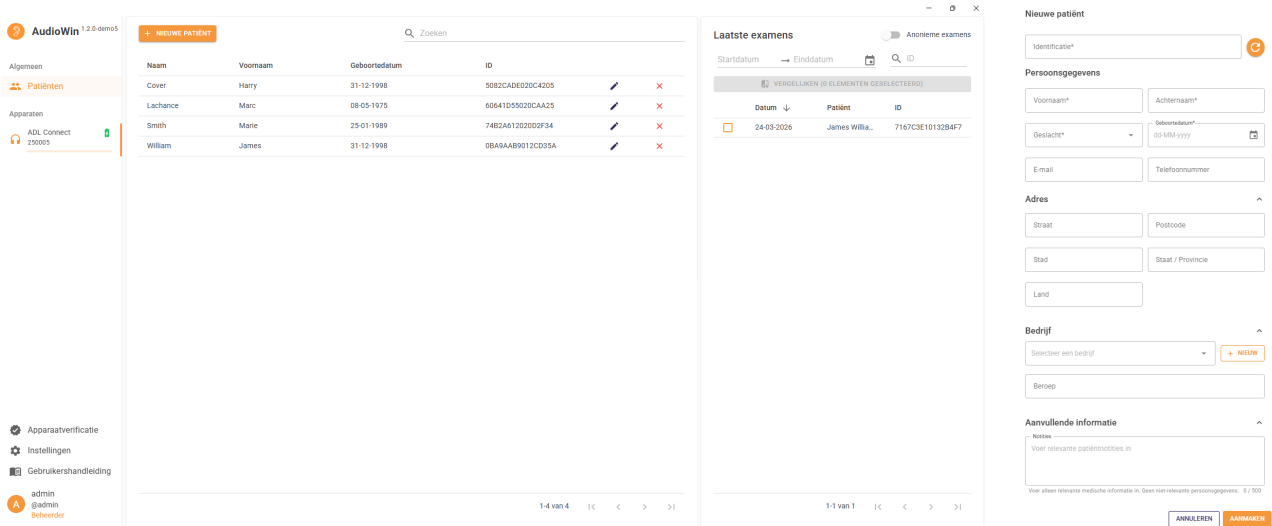 AudioWin 1.2.0-demo5
Algemeen
Patiënten
Apparaten
ADL Connect
250005
Apparaatverificatie
Instellingen
Gebruikershandleiding
A
admin
@admin
Beheerder
+ NIEUWE PATIËNT
Zoeken
Naam Voornaam Geboortedatum ID
Cover Harry 31-12-1998 5082CADE020C4205
Lachance Marc 08-05-1975 60641D55020CAA25
Smith Marie 25-01-1989 74B2A612020D2F34
William James 31-12-1998 0BA9AAB9012CD35A
1-4 van 4
Laatste examens
Anonieme examens
Startdatum → Einddatum
ID
VERGELIJKEN (0 ELEMENTEN GESELECTEERD)
Datum ↓ Patiënt ID
24-03-2026 James Willia... 7167C3E10132B4F7
1-1 van 1
Nieuwe patiënt
Identificatie*
Persoonsgegevens
Voornaam* Achternaam*
Geslacht* Geboortedatum*
dd-MM-yyyy
E-mail Telefoonnummer
Adres
Straat Postcode
Stad Staat / Provincie
Land
Bedrijf
Selecteer een bedrijf + NIEUW
Beroep
Aanvullende informatie
Notities
Voer relevante patiëntnotities in
Voer alleen relevante medische informatie in. Geen niet-relevante persoonsgegevens. 0 / 500
ANNULEREN AANMAKEN